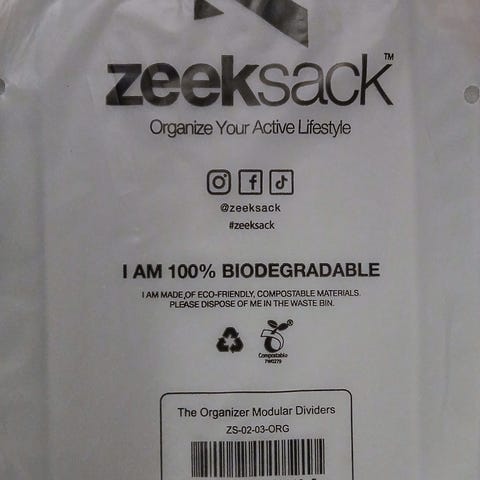 zeeksack™
Organize Your Active Lifestyle
@zeeksack
#zeeksack
I AM 100% BIODEGRADABLE
I AM MADE OF ECO-FRIENDLY, COMPOSTABLE MATERIALS.
PLEASE DISPOSE OF ME IN THE WASTE BIN.
®
Compostable
7W0279
The Organizer Modular Dividers
ZS-02-03-ORG